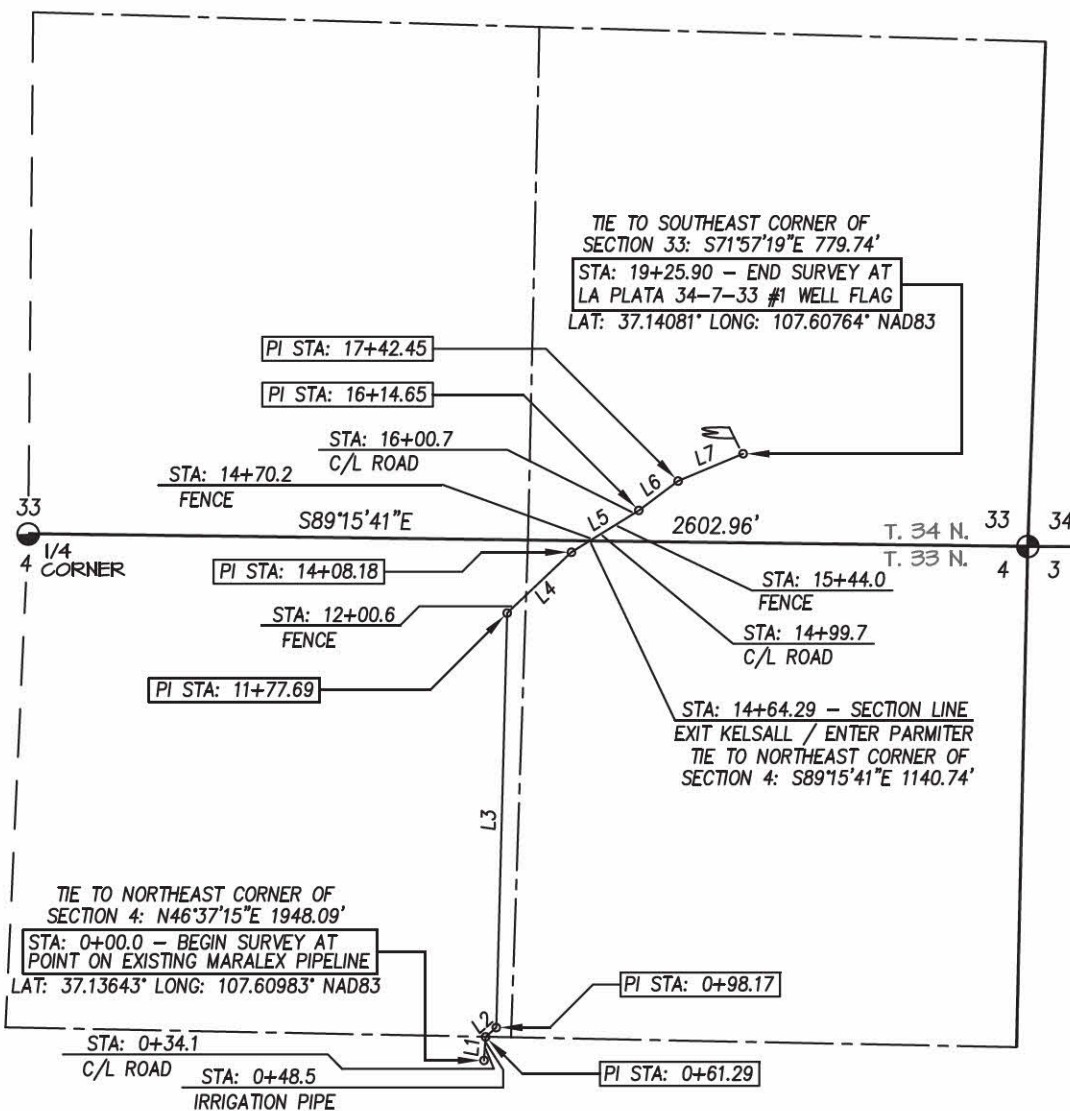 TIE TO SOUTHEAST CORNER OF
SECTION 33: S71°57'19"E 779.74'
STA: 19+25.90 – END SURVEY AT
LA PLATA 34-7-33 #1 WELL FLAG
LAT: 37.14081° LONG: 107.60764° NAD83
PI STA: 17+42.45
PI STA: 16+14.65
STA: 16+00.7
C/L ROAD
STA: 14+70.2
FENCE
L7
L6
L5
33
4
1/4
CORNER
S89°15'41"E
2602.96'
T. 34 N.
T. 33 N.
33
34
4
3
PI STA: 14+08.18
L4
STA: 15+44.0
FENCE
STA: 12+00.6
FENCE
STA: 14+99.7
C/L ROAD
PI STA: 11+77.69
STA: 14+64.29 – SECTION LINE
EXIT KELSALL / ENTER PARMITER
TIE TO NORTHEAST CORNER OF
SECTION 4: S89°15'41"E 1140.74'
L3
TIE TO NORTHEAST CORNER OF
SECTION 4: N46°37'15"E 1948.09'
STA: 0+00.0 – BEGIN SURVEY AT
POINT ON EXISTING MARALEX PIPELINE
LAT: 37.13643° LONG: 107.60983° NAD83
PI STA: 0+98.17
L2
L1
STA: 0+34.1
C/L ROAD
STA: 0+48.5
IRRIGATION PIPE
PI STA: 0+61.29